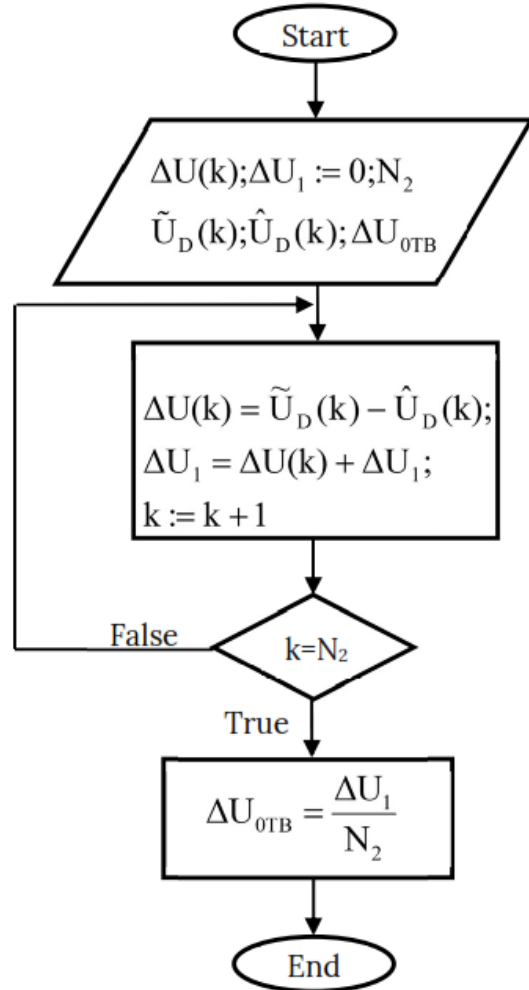 Start
ΔU(k);ΔU₁ := 0;N₂
Ũ_D(k);Û_D(k);ΔU_0TB
ΔU(k) = Ũ_D(k) − Û_D(k);
ΔU₁ = ΔU(k) + ΔU₁;
k := k + 1
False
k=N₂
True
ΔU_0TB = ΔU₁/N₂
End